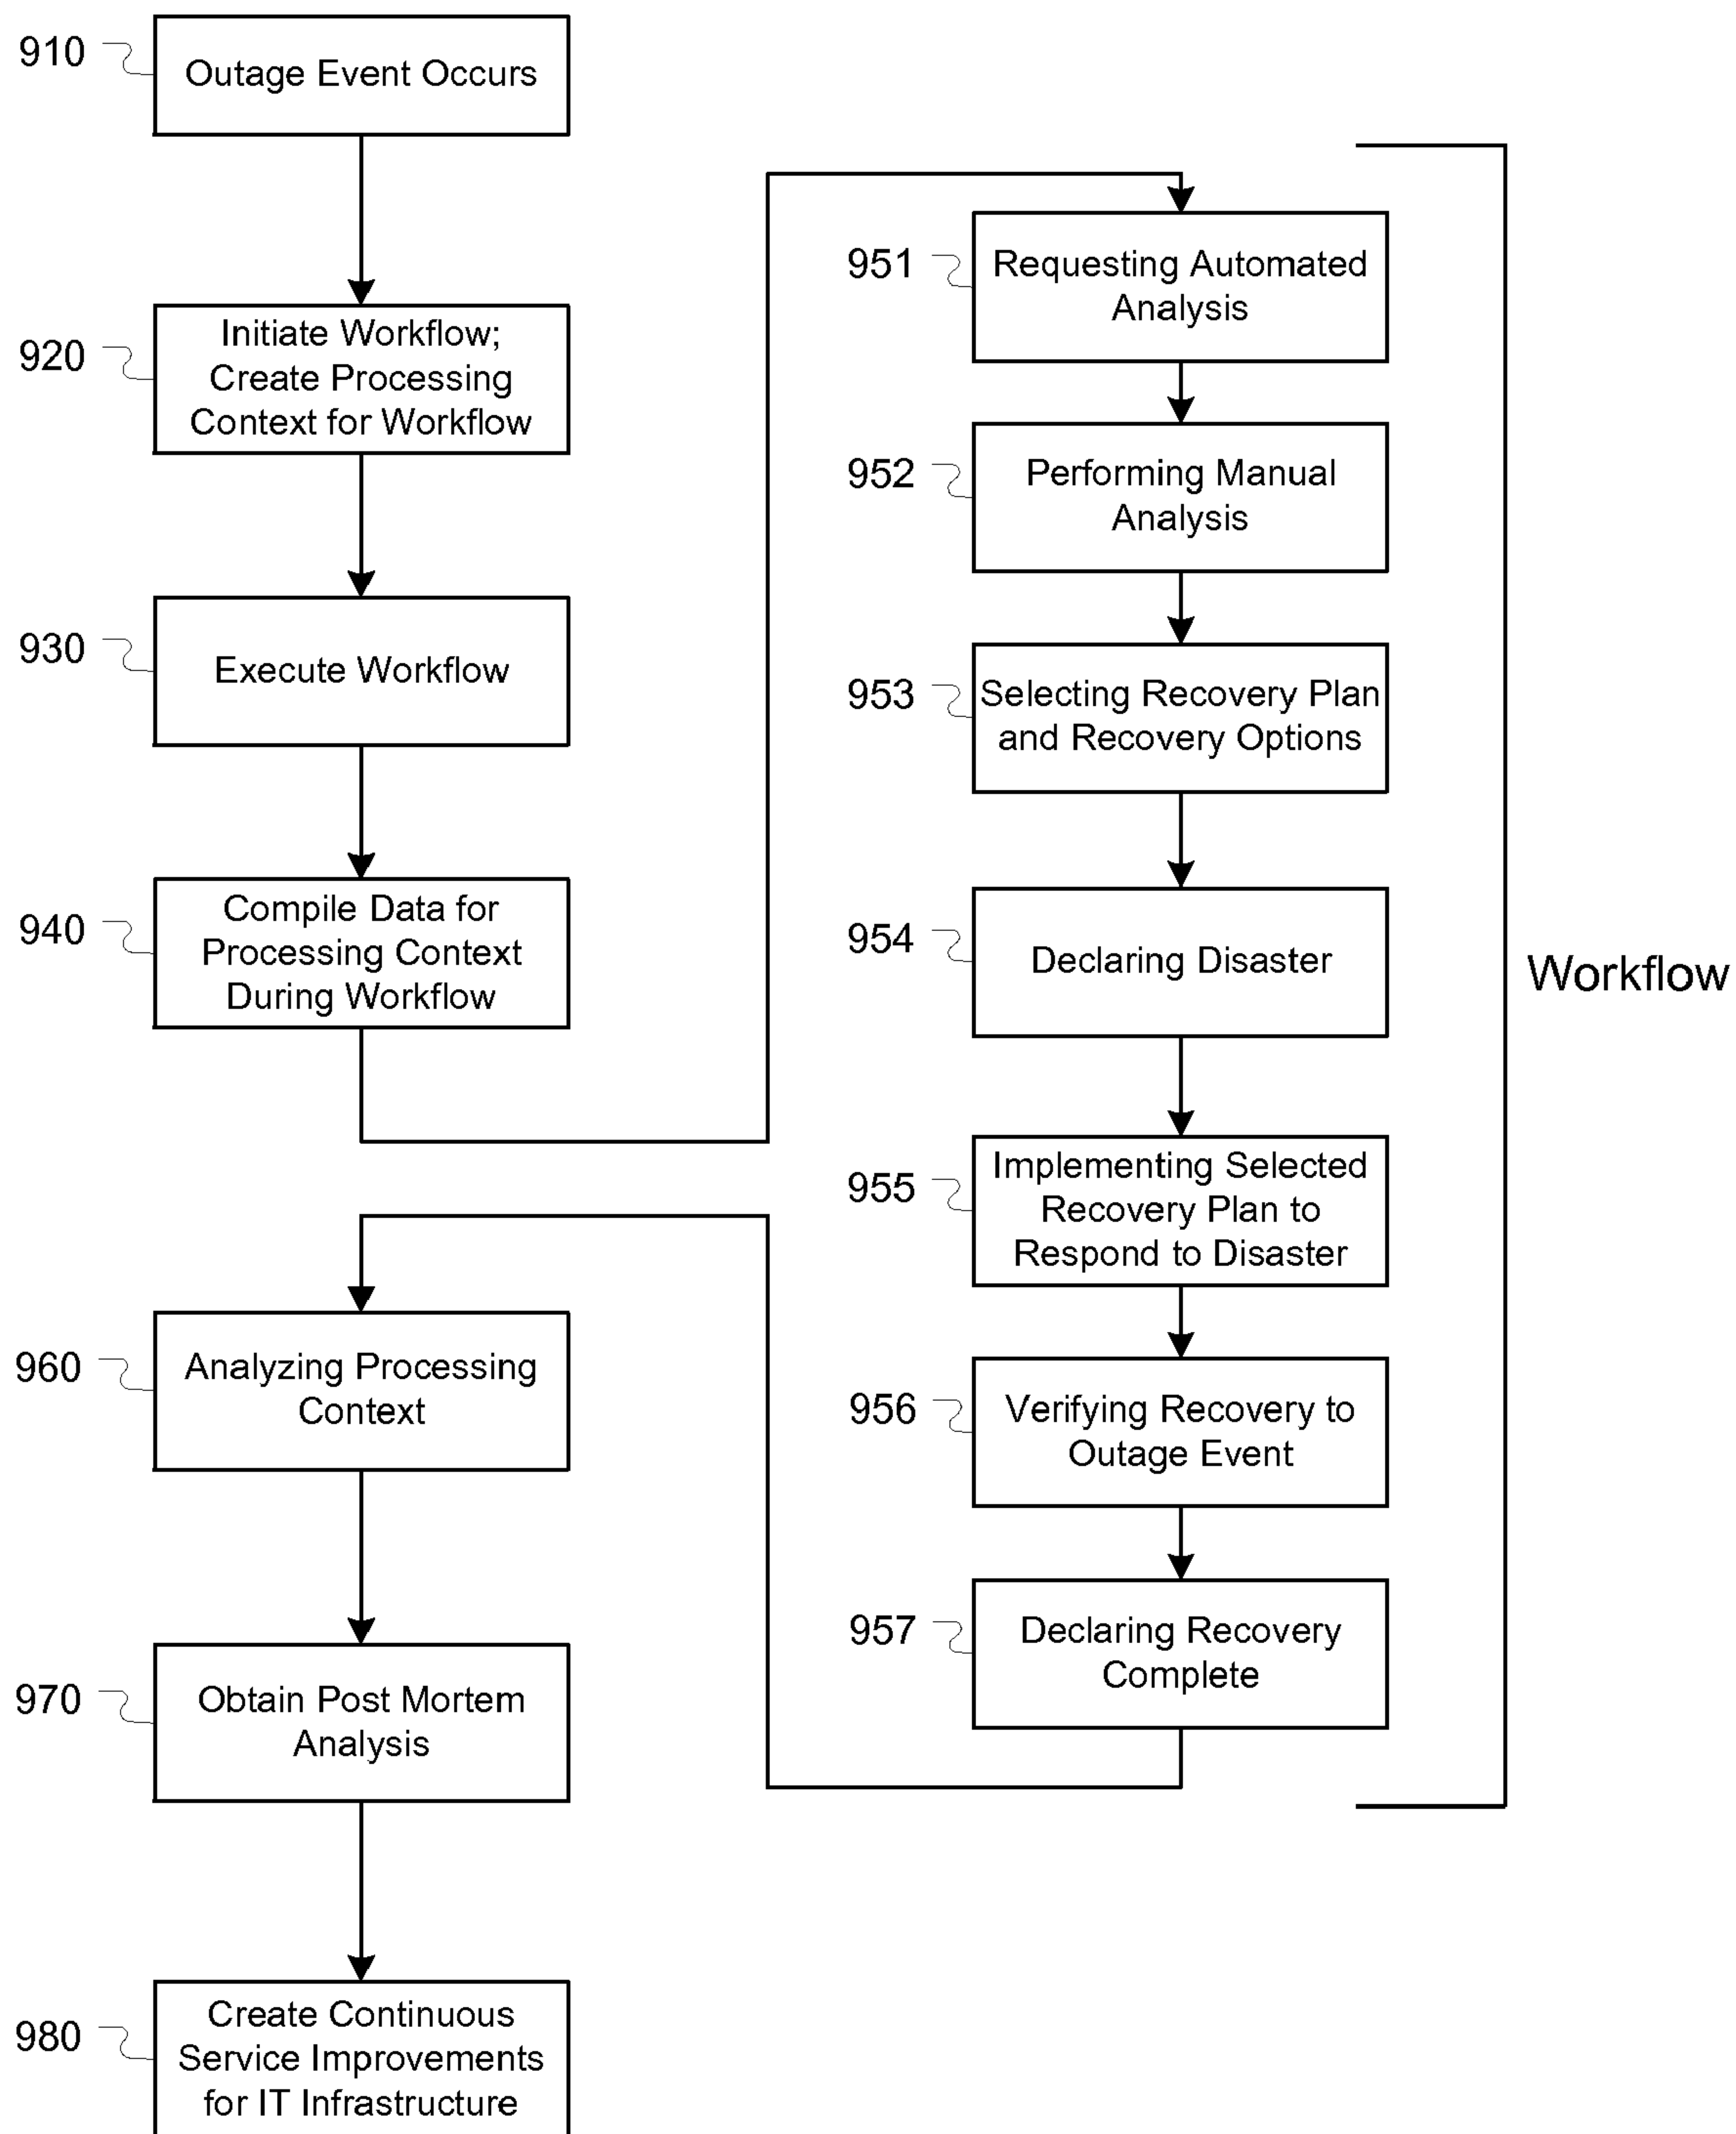 910
Outage Event Occurs
920
Initiate Workflow;
Create Processing
Context for Workflow
930
Execute Workflow
940
Compile Data for
Processing Context
During Workflow
951
Requesting Automated
Analysis
952
Performing Manual
Analysis
953
Selecting Recovery Plan
and Recovery Options
954
Declaring Disaster
955
Implementing Selected
Recovery Plan to
Respond to Disaster
956
Verifying Recovery to
Outage Event
957
Declaring Recovery
Complete
Workflow
960
Analyzing Processing
Context
970
Obtain Post Mortem
Analysis
980
Create Continuous
Service Improvements
for IT Infrastructure